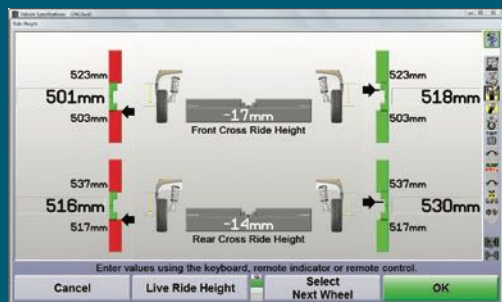 Ride Height
523mm
501mm
503mm
-17mm
Front Cross Ride Height
523mm
518mm
503mm
537mm
516mm
517mm
-14mm
Rear Cross Ride Height
537mm
530mm
517mm
Enter values using the keyboard, remote indicator or remote control.
Cancel
Live Ride Height
Select
Next Wheel
OK